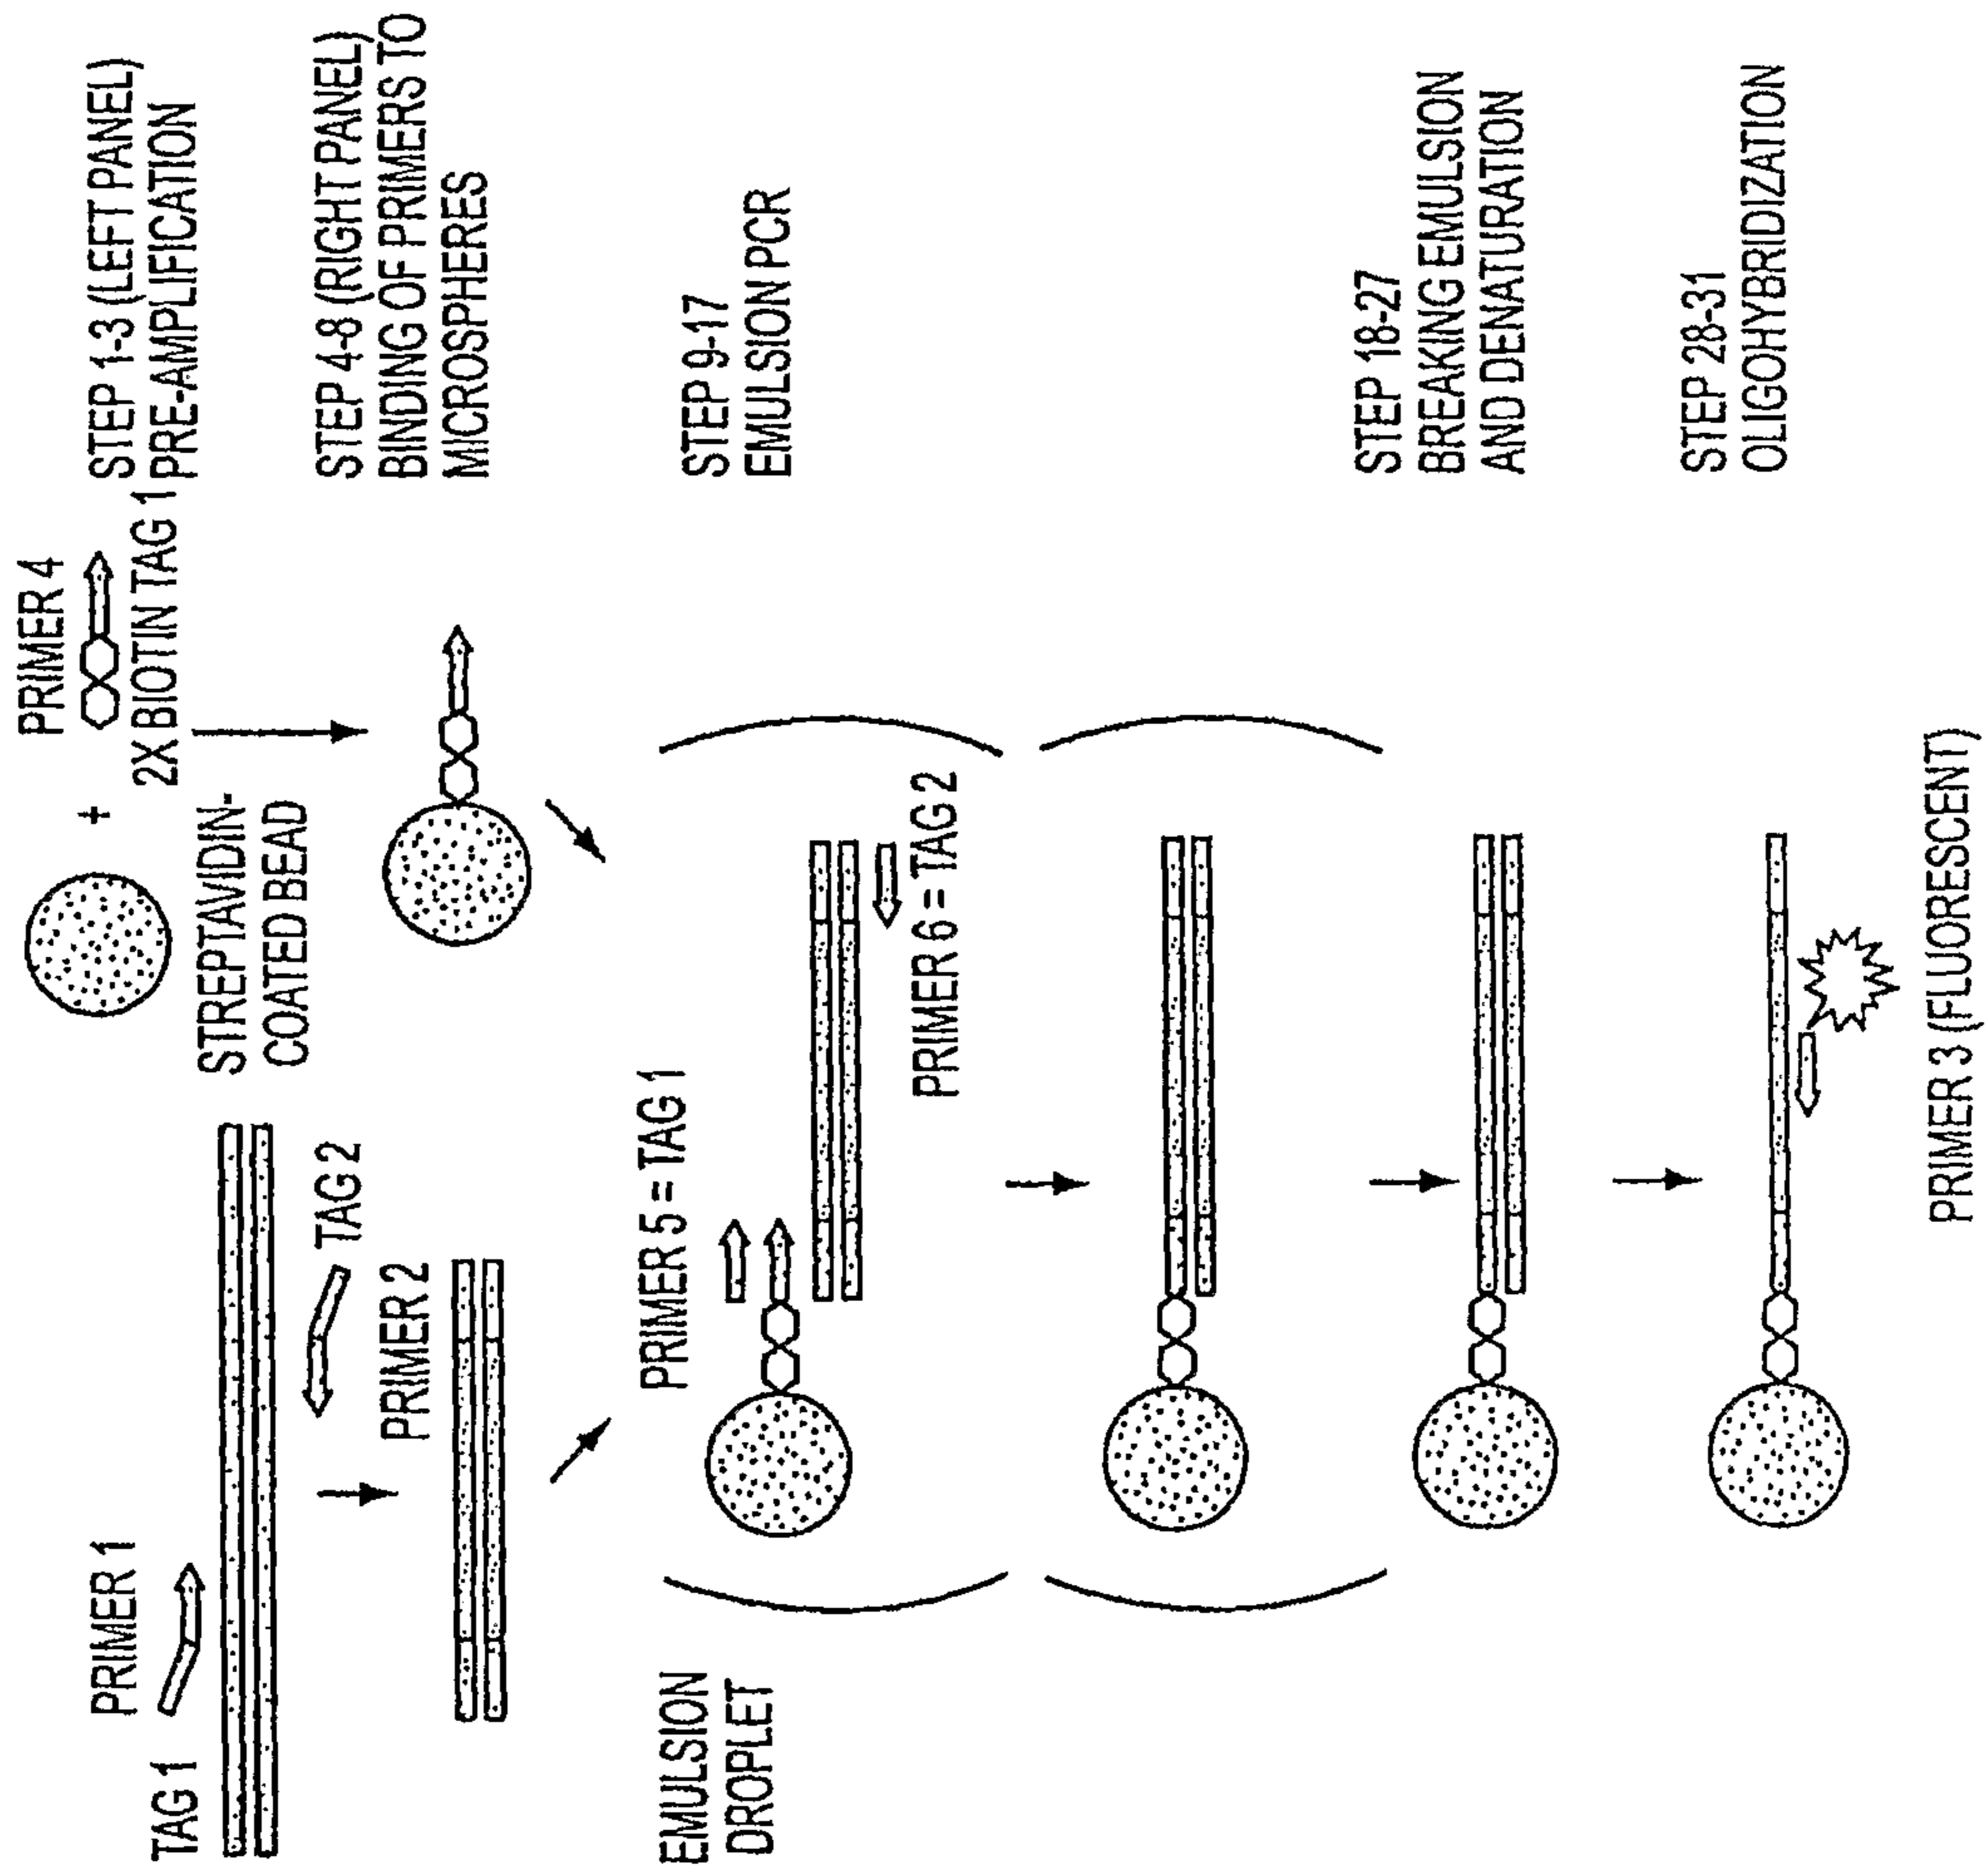 TAG 1
PRIMER 1
TAG 2
PRIMER 2
STREPTAVIDIN-
COATED BEAD
+
PRIMER 4
2X BIOTIN TAG 1
STEP 1-3 (LEFT PANEL)
PRE-AMPLIFICATION
STEP 4-8 (RIGHT PANEL)
BINDING OF PRIMERS TO
MICROSPHERES
EMULSION
DROPLET
PRIMER 5 = TAG 1
PRIMER 6 = TAG 2
STEP 9-17
EMULSION PCR
STEP 18-27
BREAKING EMULSION
AND DENATURATION
STEP 28-31
OLIGOHYBRIDIZATION
PRIMER 3 (FLUORESCENT)